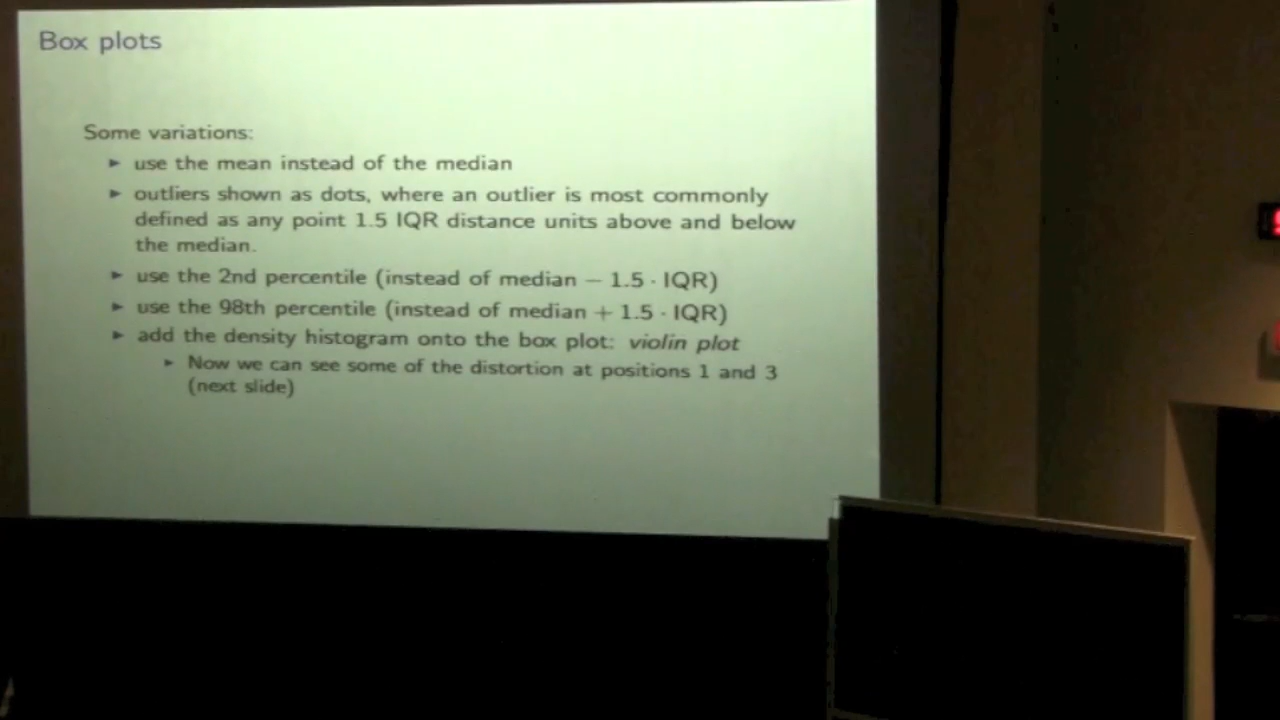 Box plots
Some variations:
► use the mean instead of the median
► outliers shown as dots, where an outlier is most commonly
defined as any point 1.5 IQR distance units above and below
the median.
► use the 2nd percentile (instead of median − 1.5 · IQR)
► use the 98th percentile (instead of median + 1.5 · IQR)
► add the density histogram onto the box plot: violin plot
► Now we can see some of the distortion at positions 1 and 3
(next slide)